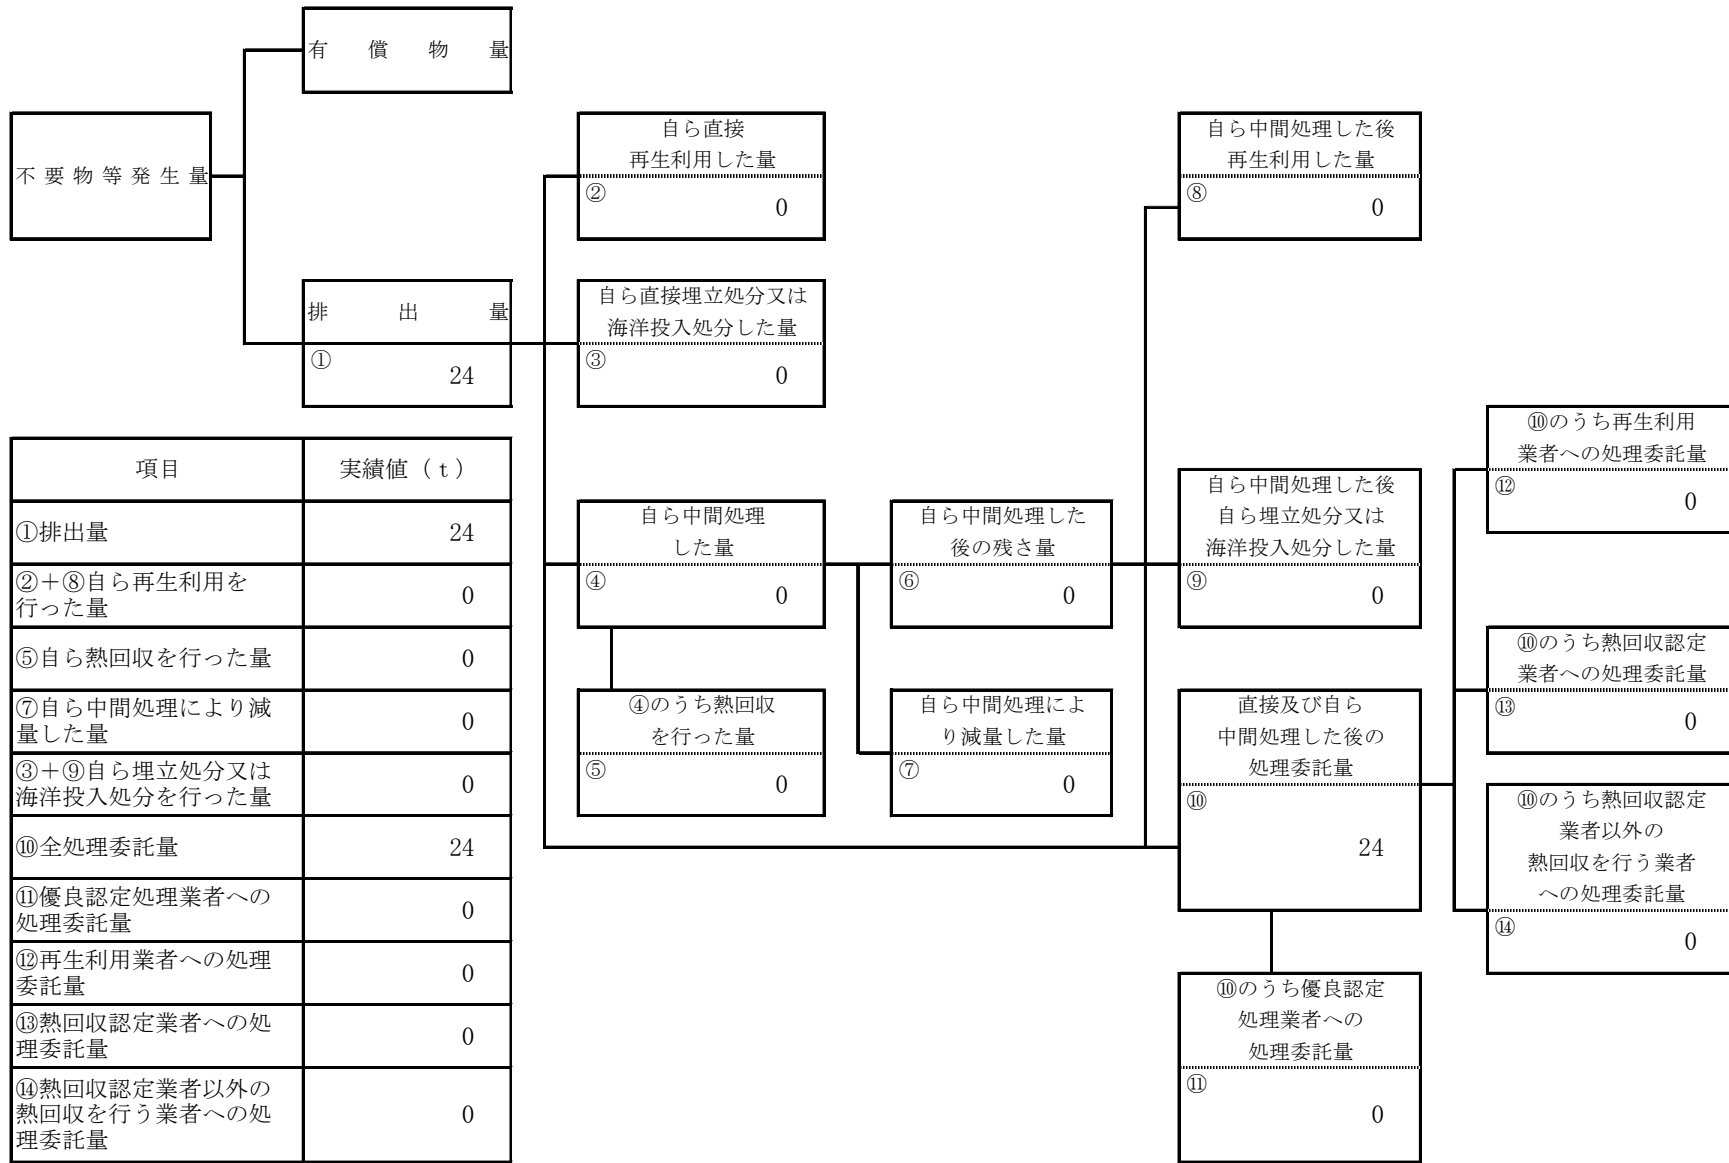 有償物量
不要物等発生量
排出量
①
24
自ら直接
再生利用した量
②
0
自ら直接埋立処分又は
海洋投入処分した量
③
0
自ら中間処理
した量
④
0
④のうち熱回収
を行った量
⑤
0
自ら中間処理した
後の残さ量
⑥
0
自ら中間処理によ
り減量した量
⑦
0
自ら中間処理した後
再生利用した量
⑧
0
自ら中間処理した後
自ら埋立処分又は
海洋投入処分した量
⑨
0
直接及び自ら
中間処理した後の
処理委託量
⑩
24
⑩のうち優良認定
処理業者への
処理委託量
⑪
0
⑩のうち再生利用
業者への処理委託量
⑫
0
⑩のうち熱回収認定
業者への処理委託量
⑬
0
⑩のうち熱回収認定
業者以外の
熱回収を行う業者
への処理委託量
⑭
0
項目 実績値（ｔ）
①排出量 24
②＋⑧自ら再生利用を
行った量 0
⑤自ら熱回収を行った量 0
⑦自ら中間処理により減
量した量 0
③＋⑨自ら埋立処分又は
海洋投入処分を行った量 0
⑩全処理委託量 24
⑪優良認定処理業者への
処理委託量 0
⑫再生利用業者への処理
委託量 0
⑬熱回収認定業者への処
理委託量 0
⑭熱回収認定業者以外の
熱回収を行う業者への処
理委託量 0